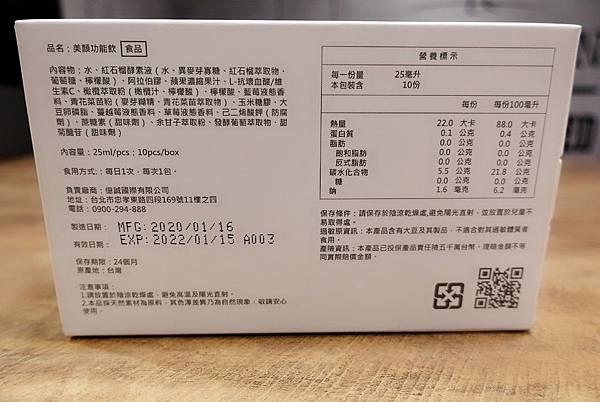 品名：美顏功能飲 食品
內容物：水、紅石榴酵素液（水、異麥芽寡糖、紅石榴萃取物、
葡萄糖、檸檬酸）、阿拉伯膠、蘋果濃縮果汁、L-抗壞血酸/維
生素C、橄欖萃取粉（橄欖汁、檸檬酸）、檸檬酸、藍莓液態香
料、青花菜苗粉（麥芽糊精、青花菜苗萃取物）、玉米糖膠、大
豆卵磷脂、蔓越莓液態香料、草莓液態香料、己二烯酸鉀（防腐
劑）、蔗糖素（甜味劑）、余甘子萃取粉、發酵葡萄萃取物、甜
菊醣苷（甜味劑）
內容量：25ml/pcs；10pcs/box
食用方式：每日1次，每次1包。
負責廠商：億誠國際有限公司
地址：台北市忠孝東路四段169號11樓之四
電話：0900-294-888
製造日期： MFG:2020/01/16
有效日期： EXP:2022/01/15 A003
保存期限：24個月
原產地：台灣
注意事項：
1.請放置於陰涼乾燥處，避免高溫及陽光直射。
2.本品採天然素材為原料，其色澤差異乃為自然現象，敬請安心
使用。
營養標示
每一份量 25毫升
本包裝含 10份
每份 每份100毫升
熱量 22.0 大卡 88.0 大卡
蛋白質 0.1 公克 0.4 公克
脂肪 0.0 公克 0.0 公克
飽和脂肪 0.0 公克 0.0 公克
反式脂肪 0.0 公克 0.0 公克
碳水化合物 5.5 公克 21.8 公克
糖 0.0 公克 0.0 公克
鈉 1.6 毫克 6.2 毫克
保存條件：請保存於陰涼乾燥處,避免陽光直射，並放置於兒童不
易取得處。
過敏原資訊：本產品含有大豆及其製品，不適合對其過敏體質者
食用。
產險資訊：本產品已投保產品責任險五千萬台幣、理賠金額不等
同實際賠償金額。